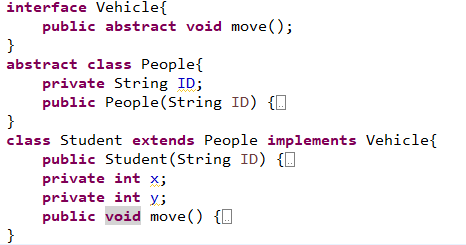 interface Vehicle{
    public abstract void move();
}
abstract class People{
    private String ID;
    public People(String ID) {
}
class Student extends People implements Vehicle{
    public Student(String ID) {
    private int x;
    private int y;
    public void move() {
}